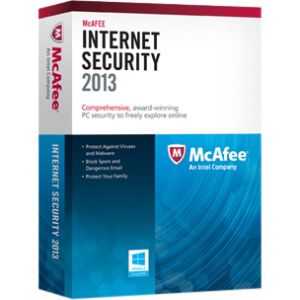 McAFEE
INTERNET
SECURITY
2013
Comprehensive, award-winning
PC security to freely explore online
• Protect Against Viruses
and Malware
• Block Spam and
Dangerous Email
• Protect Your Family
McAfee
An Intel Company
McAfee
An Intel Company
INTERNET SECURITY 2013